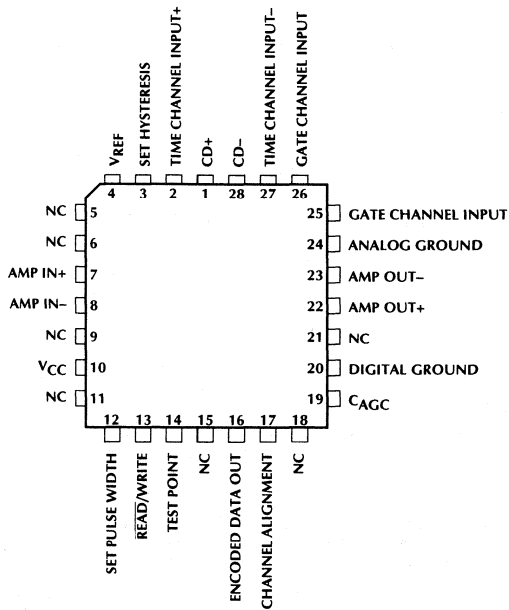 VREF
SET HYSTERESIS
TIME CHANNEL INPUT+
CD+
CD–
TIME CHANNEL INPUT–
GATE CHANNEL INPUT
4
3
2
1
28
27
26
NC 5
NC 6
AMP IN+ 7
AMP IN– 8
NC 9
VCC 10
NC 11
25 GATE CHANNEL INPUT
24 ANALOG GROUND
23 AMP OUT–
22 AMP OUT+
21 NC
20 DIGITAL GROUND
19 CAGC
12
13
14
15
16
17
18
SET PULSE WIDTH
READ/WRITE
TEST POINT
NC
ENCODED DATA OUT
CHANNEL ALIGNMENT
NC